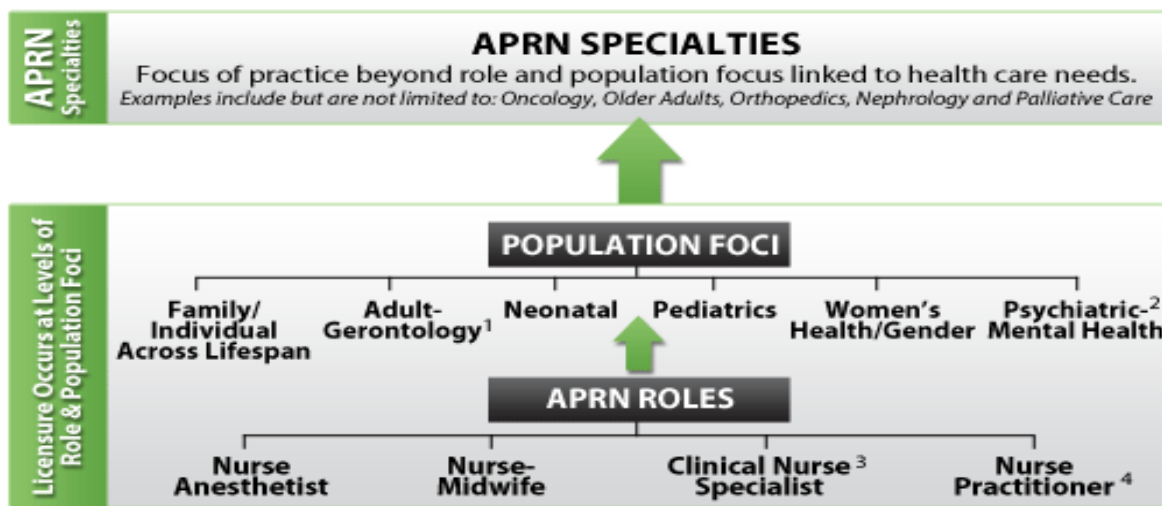 APRN
Specialties
APRN SPECIALTIES
Focus of practice beyond role and population focus linked to health care needs.
Examples include but are not limited to: Oncology, Older Adults, Orthopedics, Nephrology and Palliative Care
Licensure Occurs at Levels of
Role & Population Foci
POPULATION FOCI
Family/
Individual
Across Lifespan
Adult-
Gerontology¹
Neonatal
Pediatrics
Women's
Health/Gender
Psychiatric-²
Mental Health
APRN ROLES
Nurse
Anesthetist
Nurse-
Midwife
Clinical Nurse ³
Specialist
Nurse
Practitioner ⁴